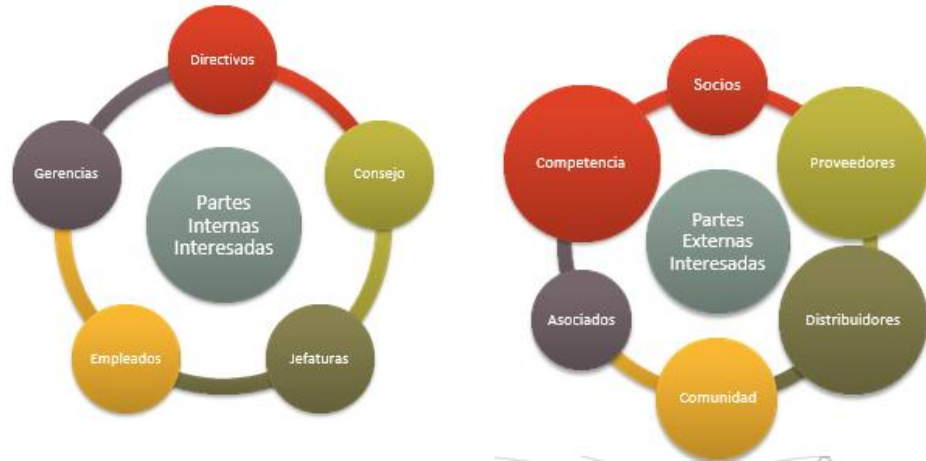 Directivos
Gerencias
Consejo
Partes
Internas
Interesadas
Empleados
Jefaturas
Socios
Competencia
Proveedores
Partes
Externas
Interesadas
Asociados
Distribuidores
Comunidad